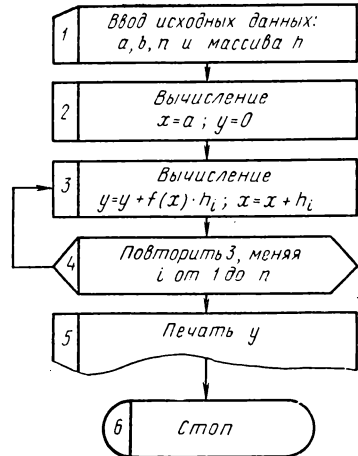 1
Ввод исходных данных:
a, b, n и массива h
2
Вычисление
x=a ; y=0
3
Вычисление
y=y+f(x)·hᵢ ; x=x+hᵢ
4
Повторить 3, меняя
i от 1 до n
5
Печать y
6
Стоп